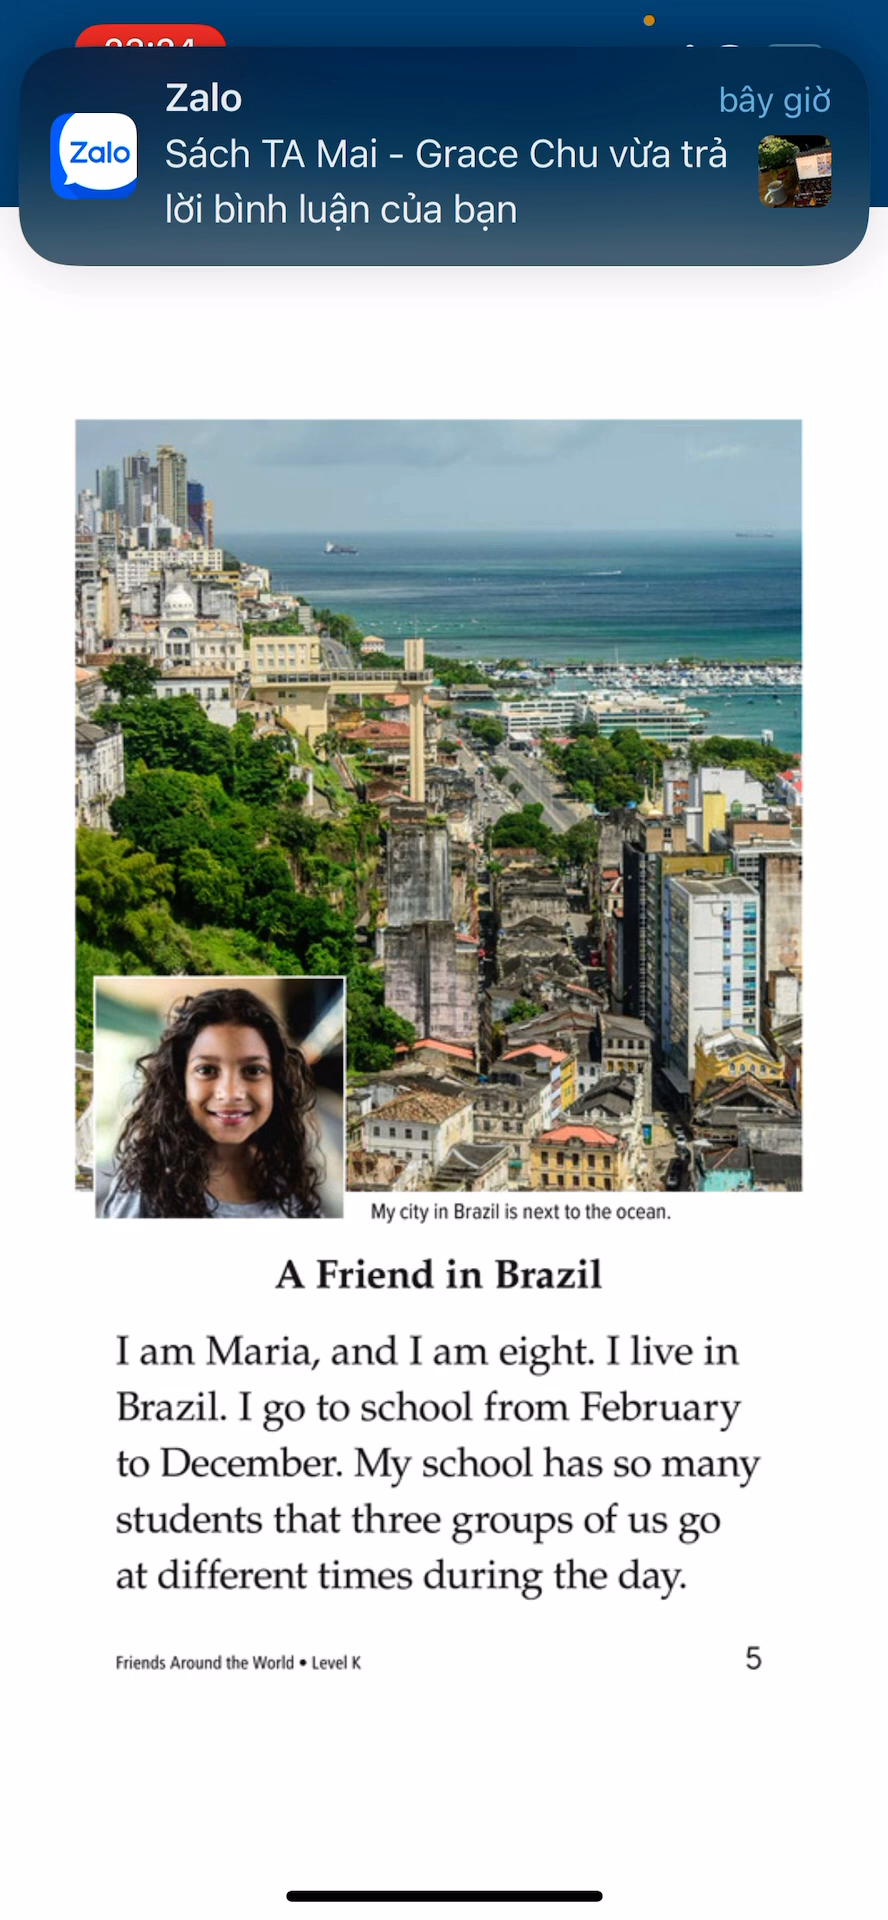 Zalo
bây giờ
Zalo
Sách TA Mai - Grace Chu vừa trả
lời bình luận của bạn
My city in Brazil is next to the ocean.
A Friend in Brazil
I am Maria, and I am eight. I live in
Brazil. I go to school from February
to December. My school has so many
students that three groups of us go
at different times during the day.
Friends Around the World • Level K
5